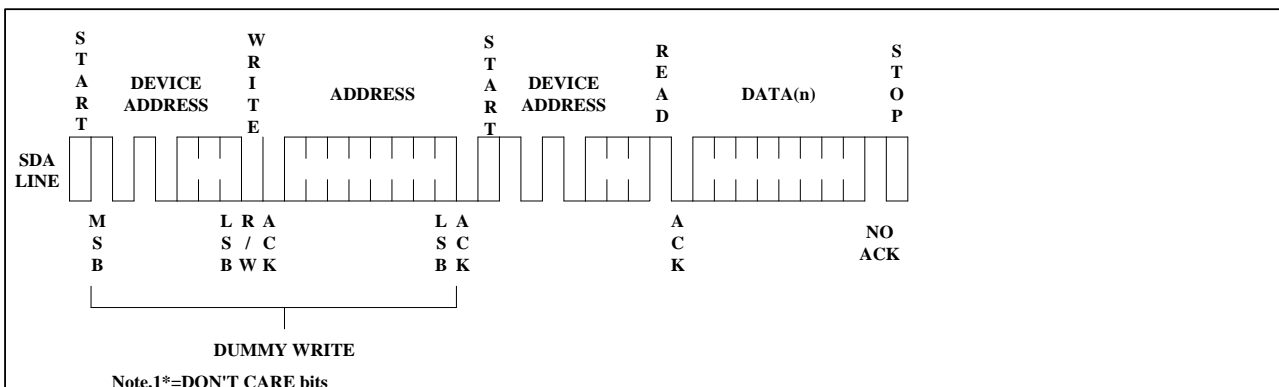 START
WRITE
START
READ
STOP
DEVICE
ADDRESS
ADDRESS
DEVICE
ADDRESS
DATA(n)
SDA
LINE
MSB
LSB
R/W
ACK
LSB
ACK
ACK
NO
ACK
DUMMY WRITE
Note.1*=DON'T CARE bits